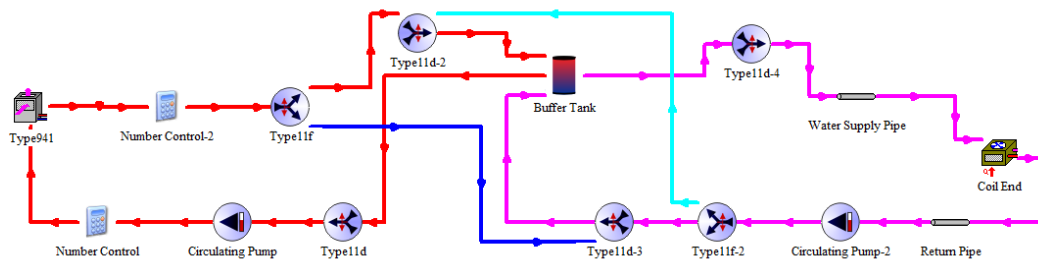 Type11d-2
Type11d-4
Buffer Tank
Type941
Number Control-2
Type11f
Water Supply Pipe
Coil End
Number Control
Circulating Pump
Type11d
Type11d-3
Type11f-2
Circulating Pump-2
Return Pipe